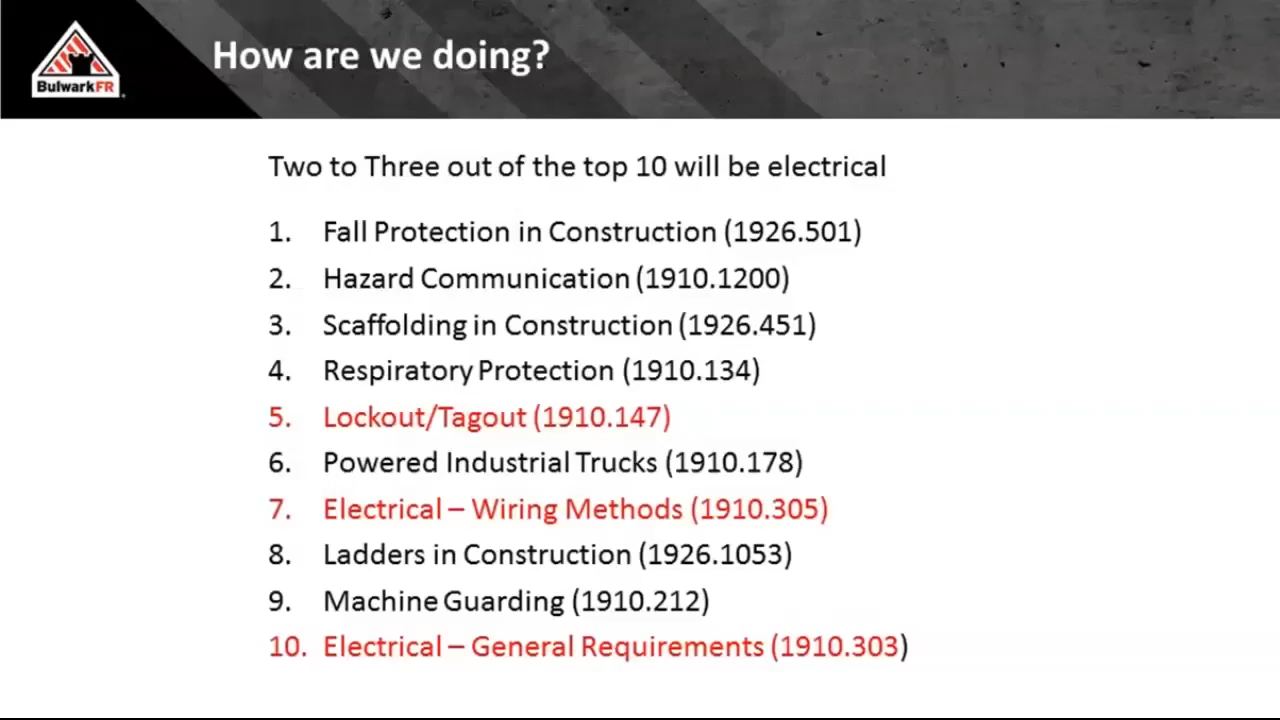 BulwarkFR
How are we doing?
Two to Three out of the top 10 will be electrical
1. Fall Protection in Construction (1926.501)
2. Hazard Communication (1910.1200)
3. Scaffolding in Construction (1926.451)
4. Respiratory Protection (1910.134)
5. Lockout/Tagout (1910.147)
6. Powered Industrial Trucks (1910.178)
7. Electrical – Wiring Methods (1910.305)
8. Ladders in Construction (1926.1053)
9. Machine Guarding (1910.212)
10. Electrical – General Requirements (1910.303)